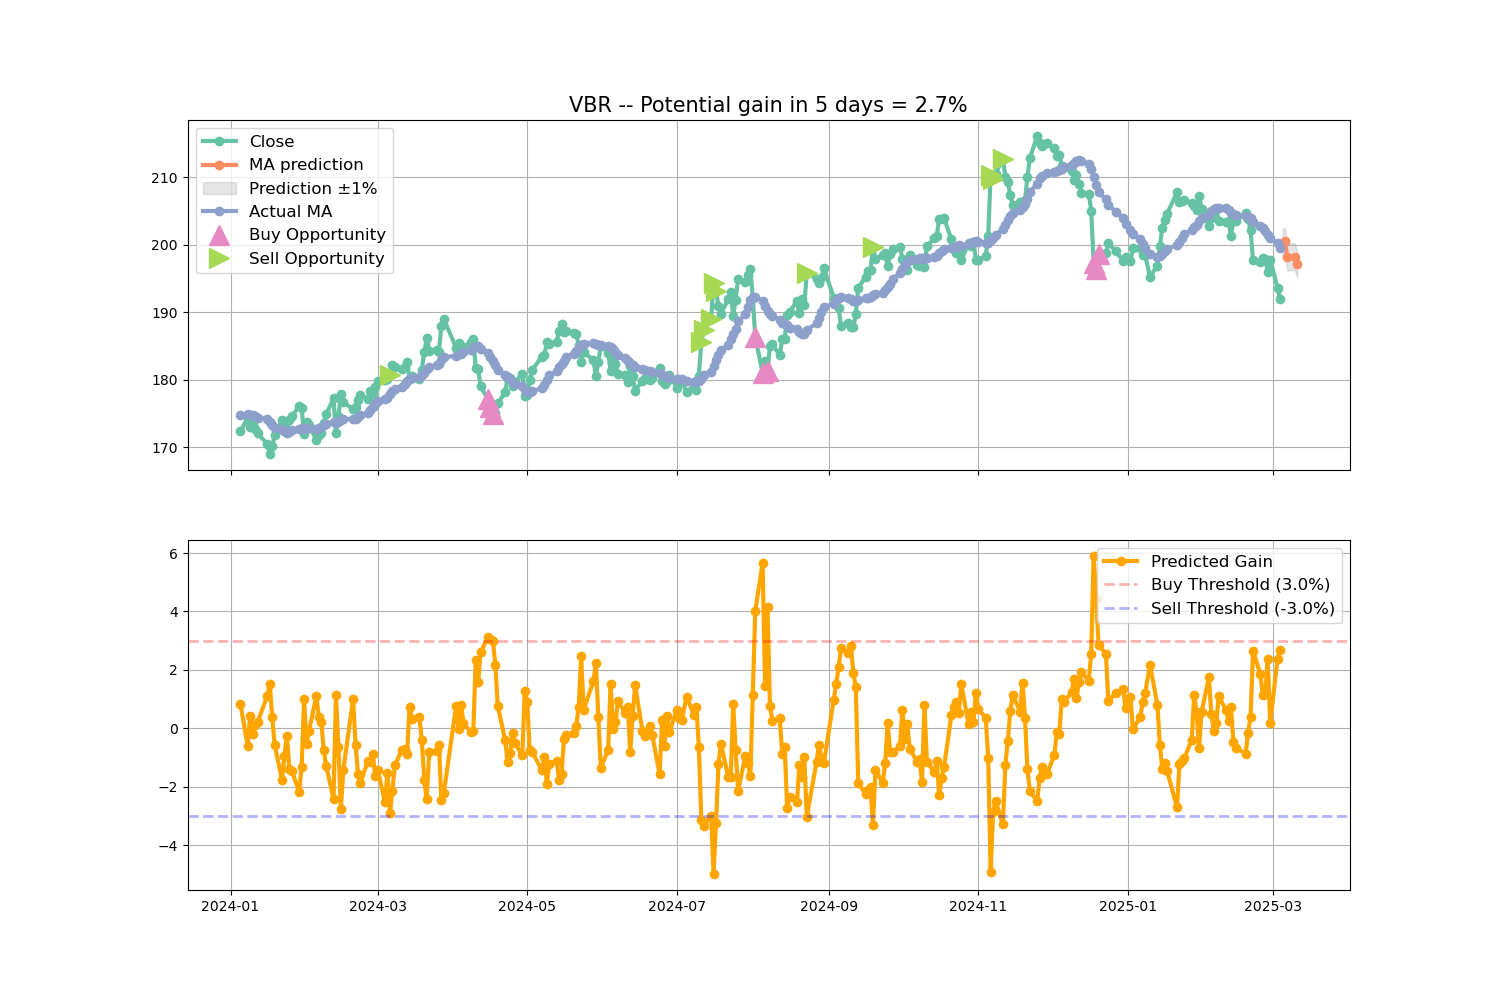 VBR -- Potential gain in 5 days = 2.7%
Close
MA prediction
Prediction ±1%
Actual MA
Buy Opportunity
Sell Opportunity
210
200
190
180
170
6
4
2
0
−2
−4
Predicted Gain
Buy Threshold (3.0%)
Sell Threshold (-3.0%)
2024-01 2024-03 2024-05 2024-07 2024-09 2024-11 2025-01 2025-03